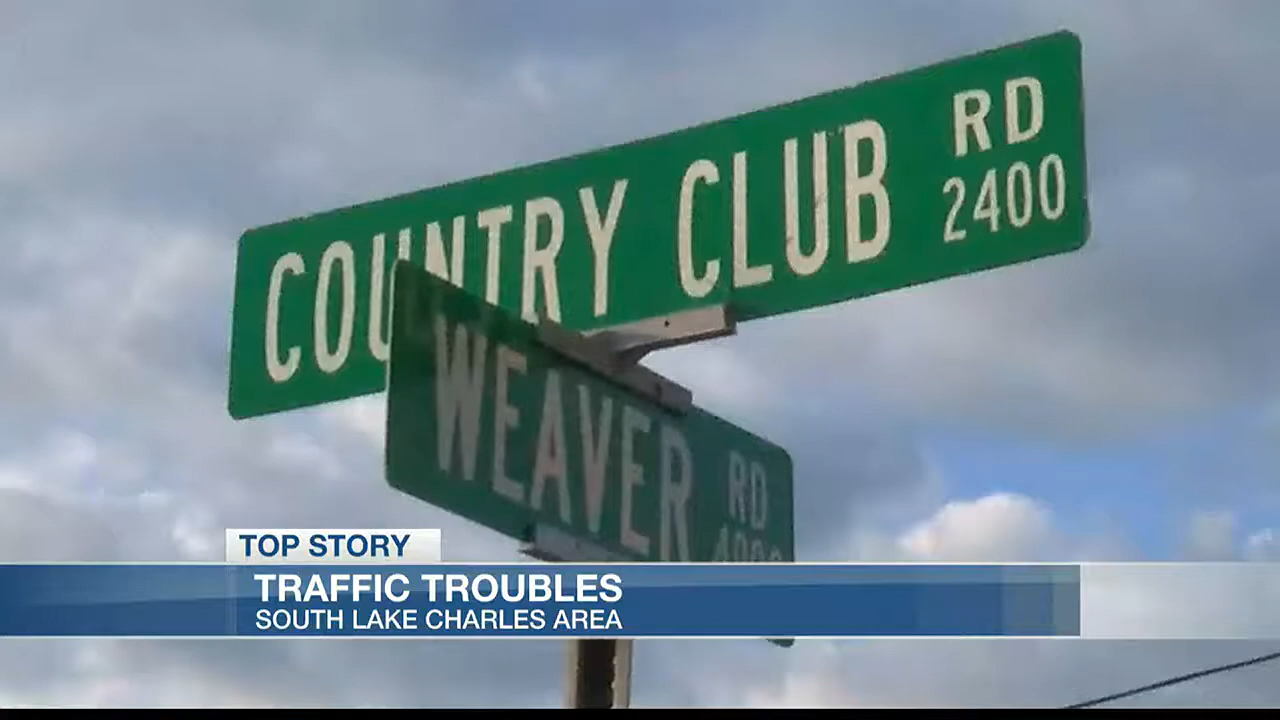 COUNTRY CLUB RD
2400
WEAVER RD
TOP STORY
TRAFFIC TROUBLES
SOUTH LAKE CHARLES AREA